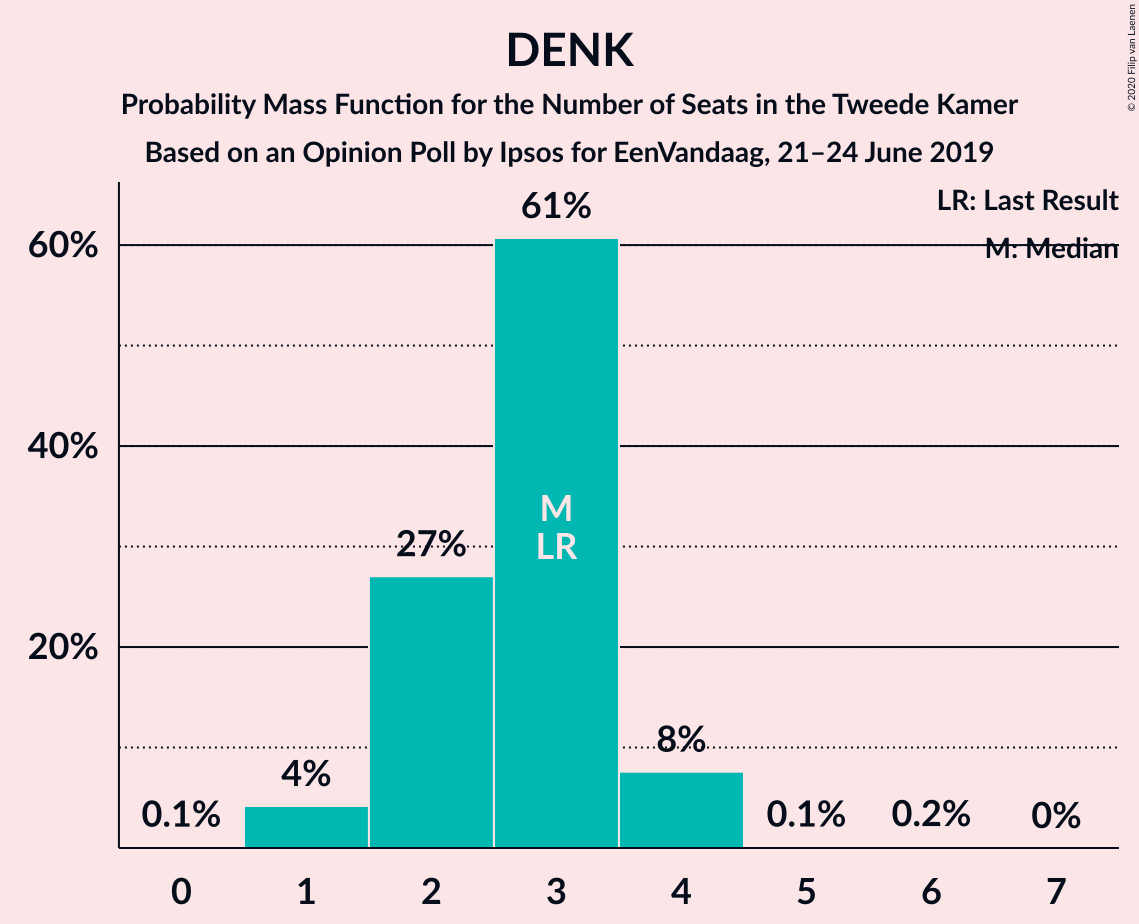 DENK
Probability Mass Function for the Number of Seats in the Tweede Kamer
Based on an Opinion Poll by Ipsos for EenVandaag, 21–24 June 2019
© 2020 Filip van Laenen
LR: Last Result
M: Median
60%
40%
20%
0.1%
4%
27%
61%
M
LR
8%
0.1%
0.2%
0%
0 1 2 3 4 5 6 7